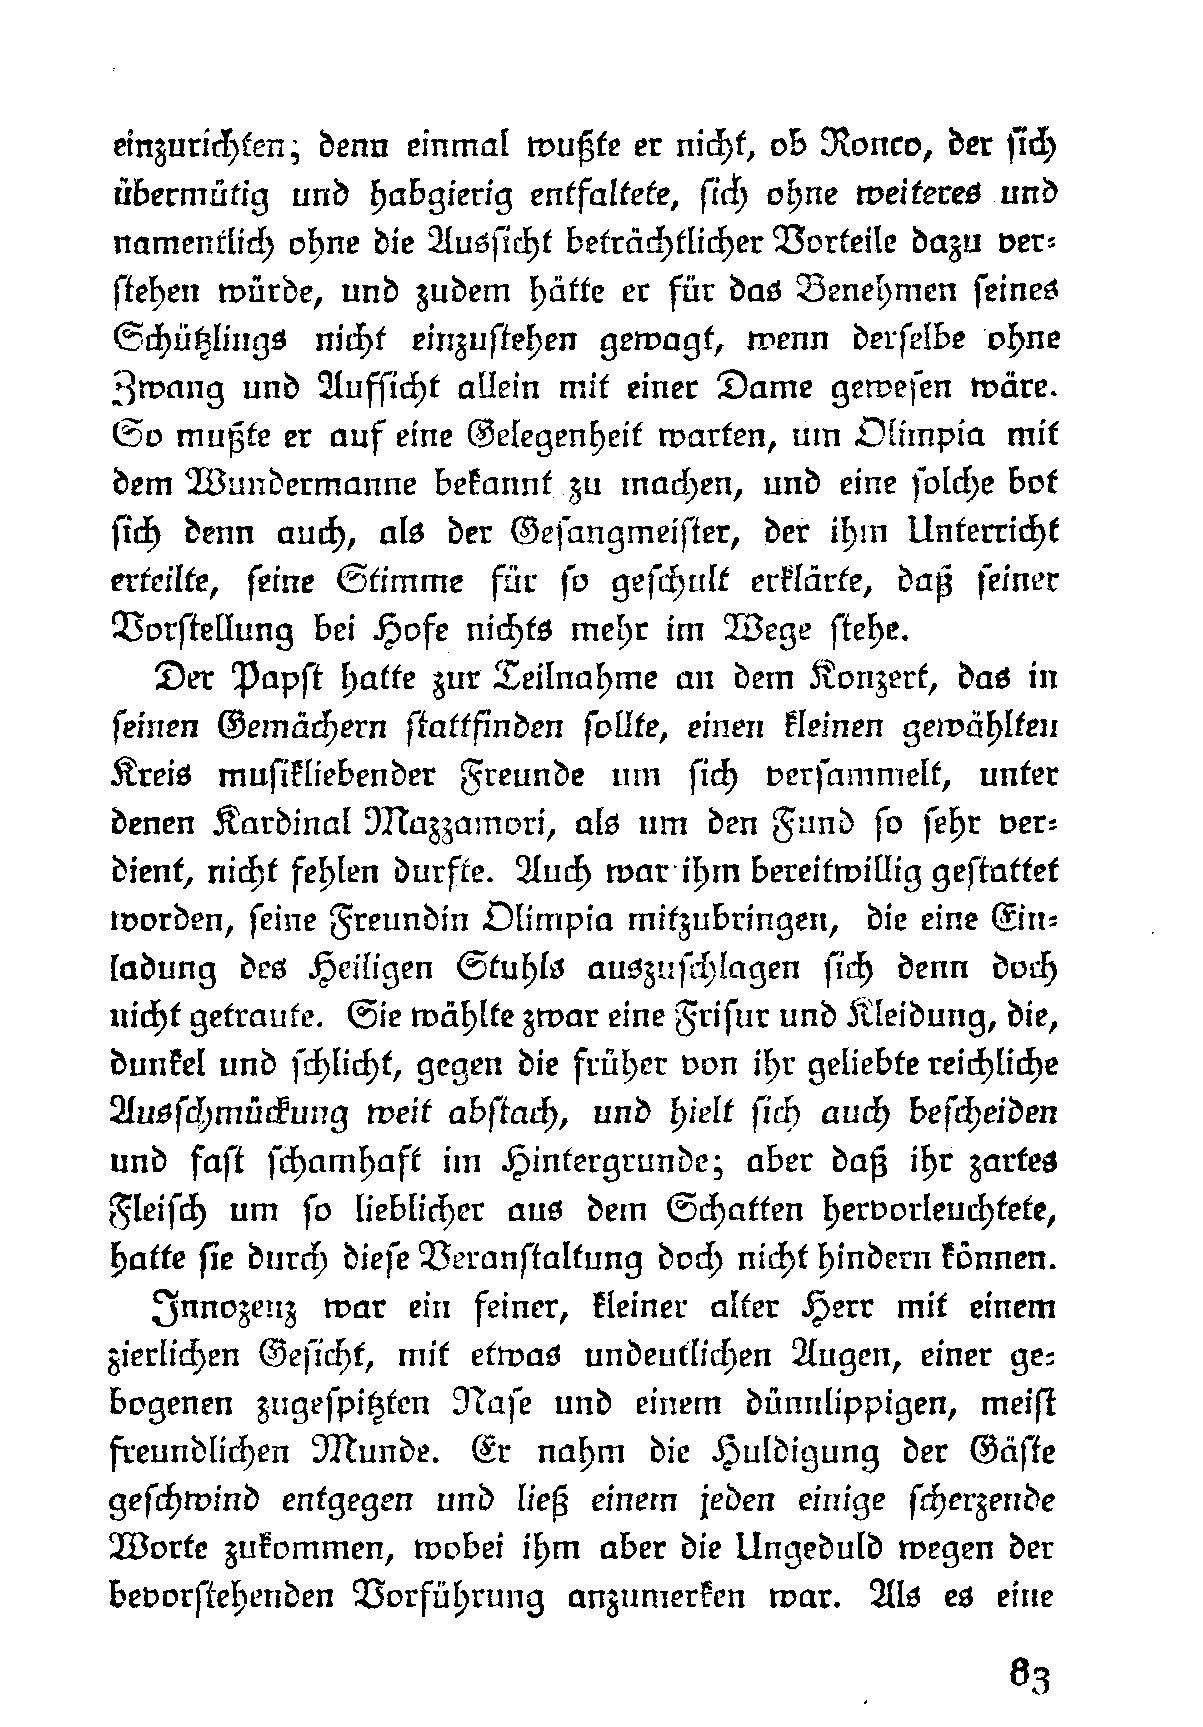 einzurichten; denn einmal wußte er nicht, ob Ronco, der ſich
übermütig und habgierig entfaltete, ſich ohne weiteres und
namentlich ohne die Ausſicht beträchtlicher Vorteile dazu ver⸗
ſtehen würde, und zudem hätte er für das Benehmen ſeines
Schützlings nicht einzuſtehen gewagt, wenn derſelbe ohne
Zwang und Aufſicht allein mit einer Dame geweſen wäre.
So mußte er auf eine Gelegenheit warten, um Olimpia mit
dem Wundermanne bekannt zu machen, und eine ſolche bot
ſich denn auch, als der Geſangmeiſter, der ihm Unterricht
erteilte, ſeine Stimme für ſo geſchult erklärte, daß ſeiner
Vorſtellung bei Hofe nichts mehr im Wege ſtehe.
Der Papſt hatte zur Teilnahme an dem Konzert, das in
ſeinen Gemächern ſtattfinden ſollte, einen kleinen gewählten
Kreis muſikliebender Freunde um ſich verſammelt, unter
denen Kardinal Mazzamori, als um den Fund ſo ſehr ver⸗
dient, nicht fehlen durfte. Auch war ihm bereitwillig geſtattet
worden, ſeine Freundin Olimpia mitzubringen, die eine Ein⸗
ladung des Heiligen Stuhls auszuſchlagen ſich denn doch
nicht getraute. Sie wählte zwar eine Friſur und Kleidung, die,
dunkel und ſchlicht, gegen die früher von ihr geliebte reichliche
Ausſchmückung weit abſtach, und hielt ſich auch beſcheiden
und faſt ſchamhaft im Hintergrunde; aber daß ihr zartes
Fleiſch um ſo lieblicher aus dem Schatten hervorleuchtete,
hatte ſie durch dieſe Veranſtaltung doch nicht hindern können.
Innozenz war ein feiner, kleiner alter Herr mit einem
zierlichen Geſicht, mit etwas undeutlichen Augen, einer ge⸗
bogenen zugeſpitzten Naſe und einem dünnlippigen, meiſt
freundlichen Munde. Er nahm die Huldigung der Gäſte
geſchwind entgegen und ließ einem jeden einige ſcherzende
Worte zukommen, wobei ihm aber die Ungeduld wegen der
bevorſtehenden Vorführung anzumerken war. Als es eine
83